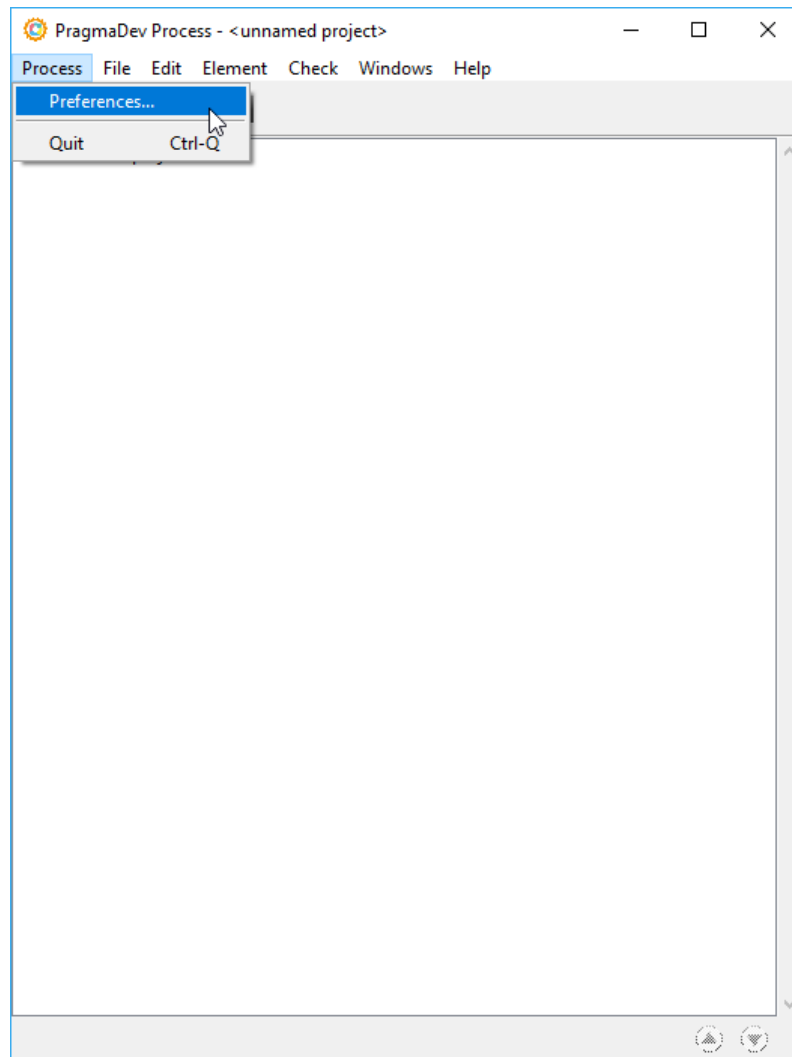 PragmaDev Process - <unnamed project>
Process File Edit Element Check Windows Help
Preferences...
Quit Ctrl-Q